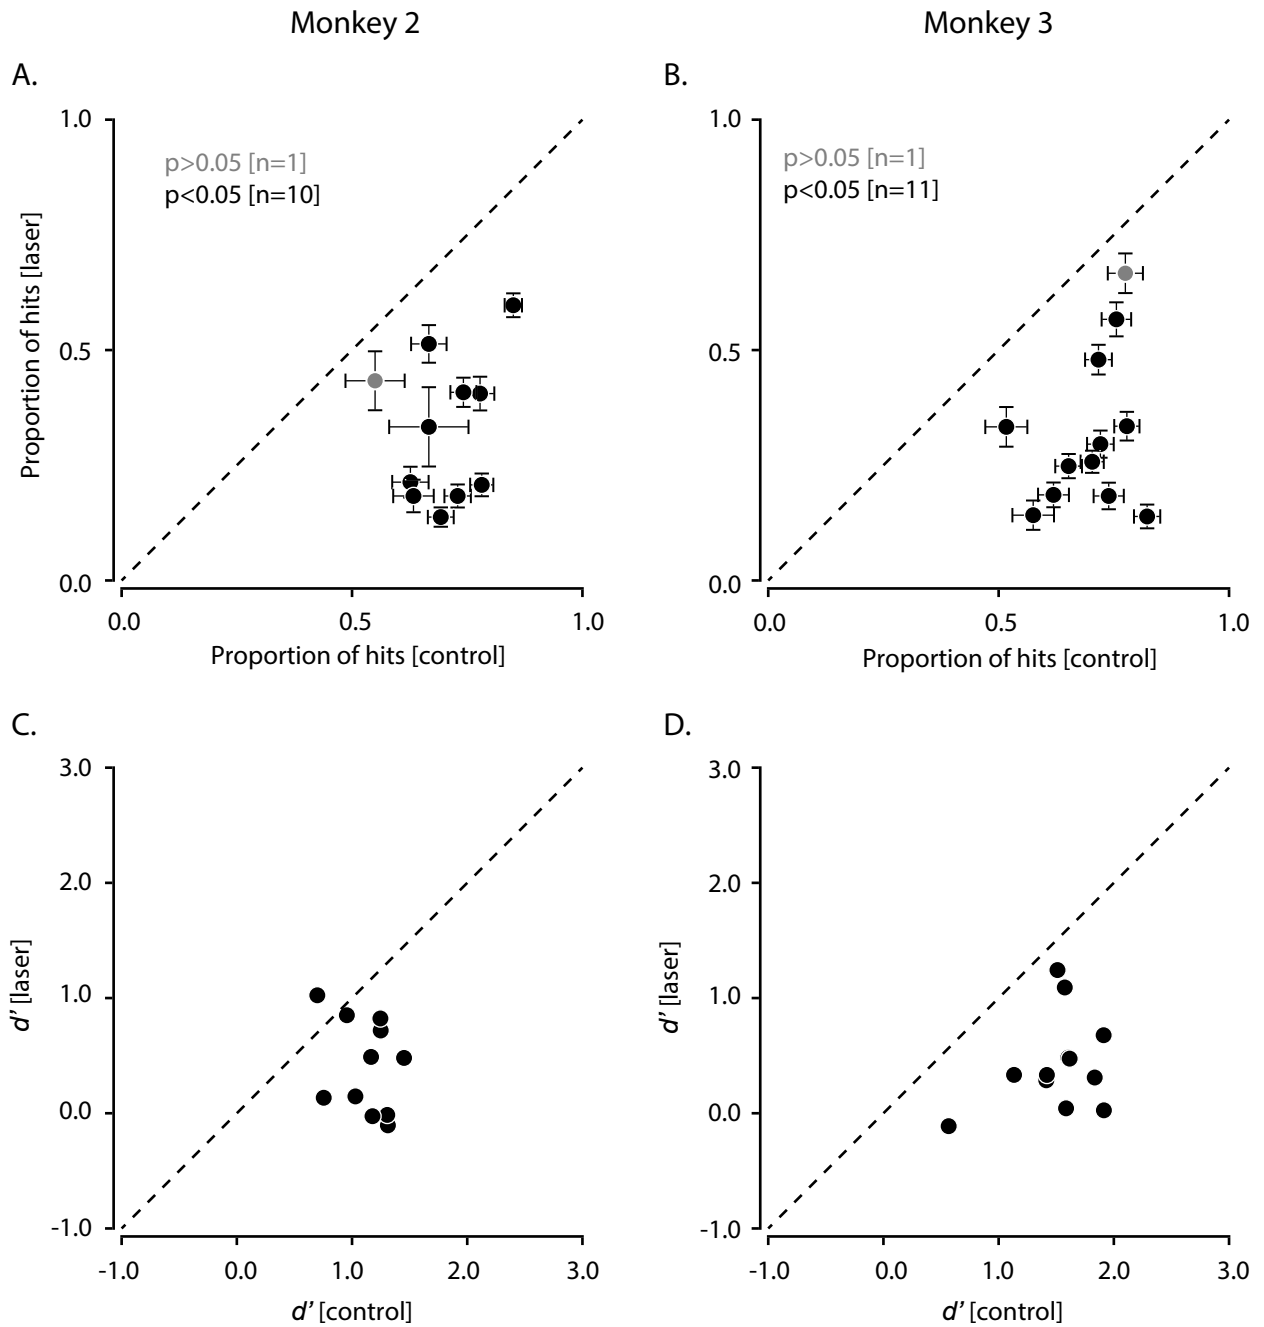 Monkey 2
Monkey 3
A.
1.0
p>0.05 [n=1]
p<0.05 [n=10]
Proportion of hits [laser]
0.5
0.0
0.0 0.5 1.0
Proportion of hits [control]
B.
1.0
p>0.05 [n=1]
p<0.05 [n=11]
0.5
0.0
0.0 0.5 1.0
Proportion of hits [control]
C.
3.0
2.0
1.0
0.0
-1.0
d’ [laser]
-1.0 0.0 1.0 2.0 3.0
d’ [control]
D.
3.0
2.0
1.0
0.0
-1.0
d’ [laser]
-1.0 0.0 1.0 2.0 3.0
d’ [control]